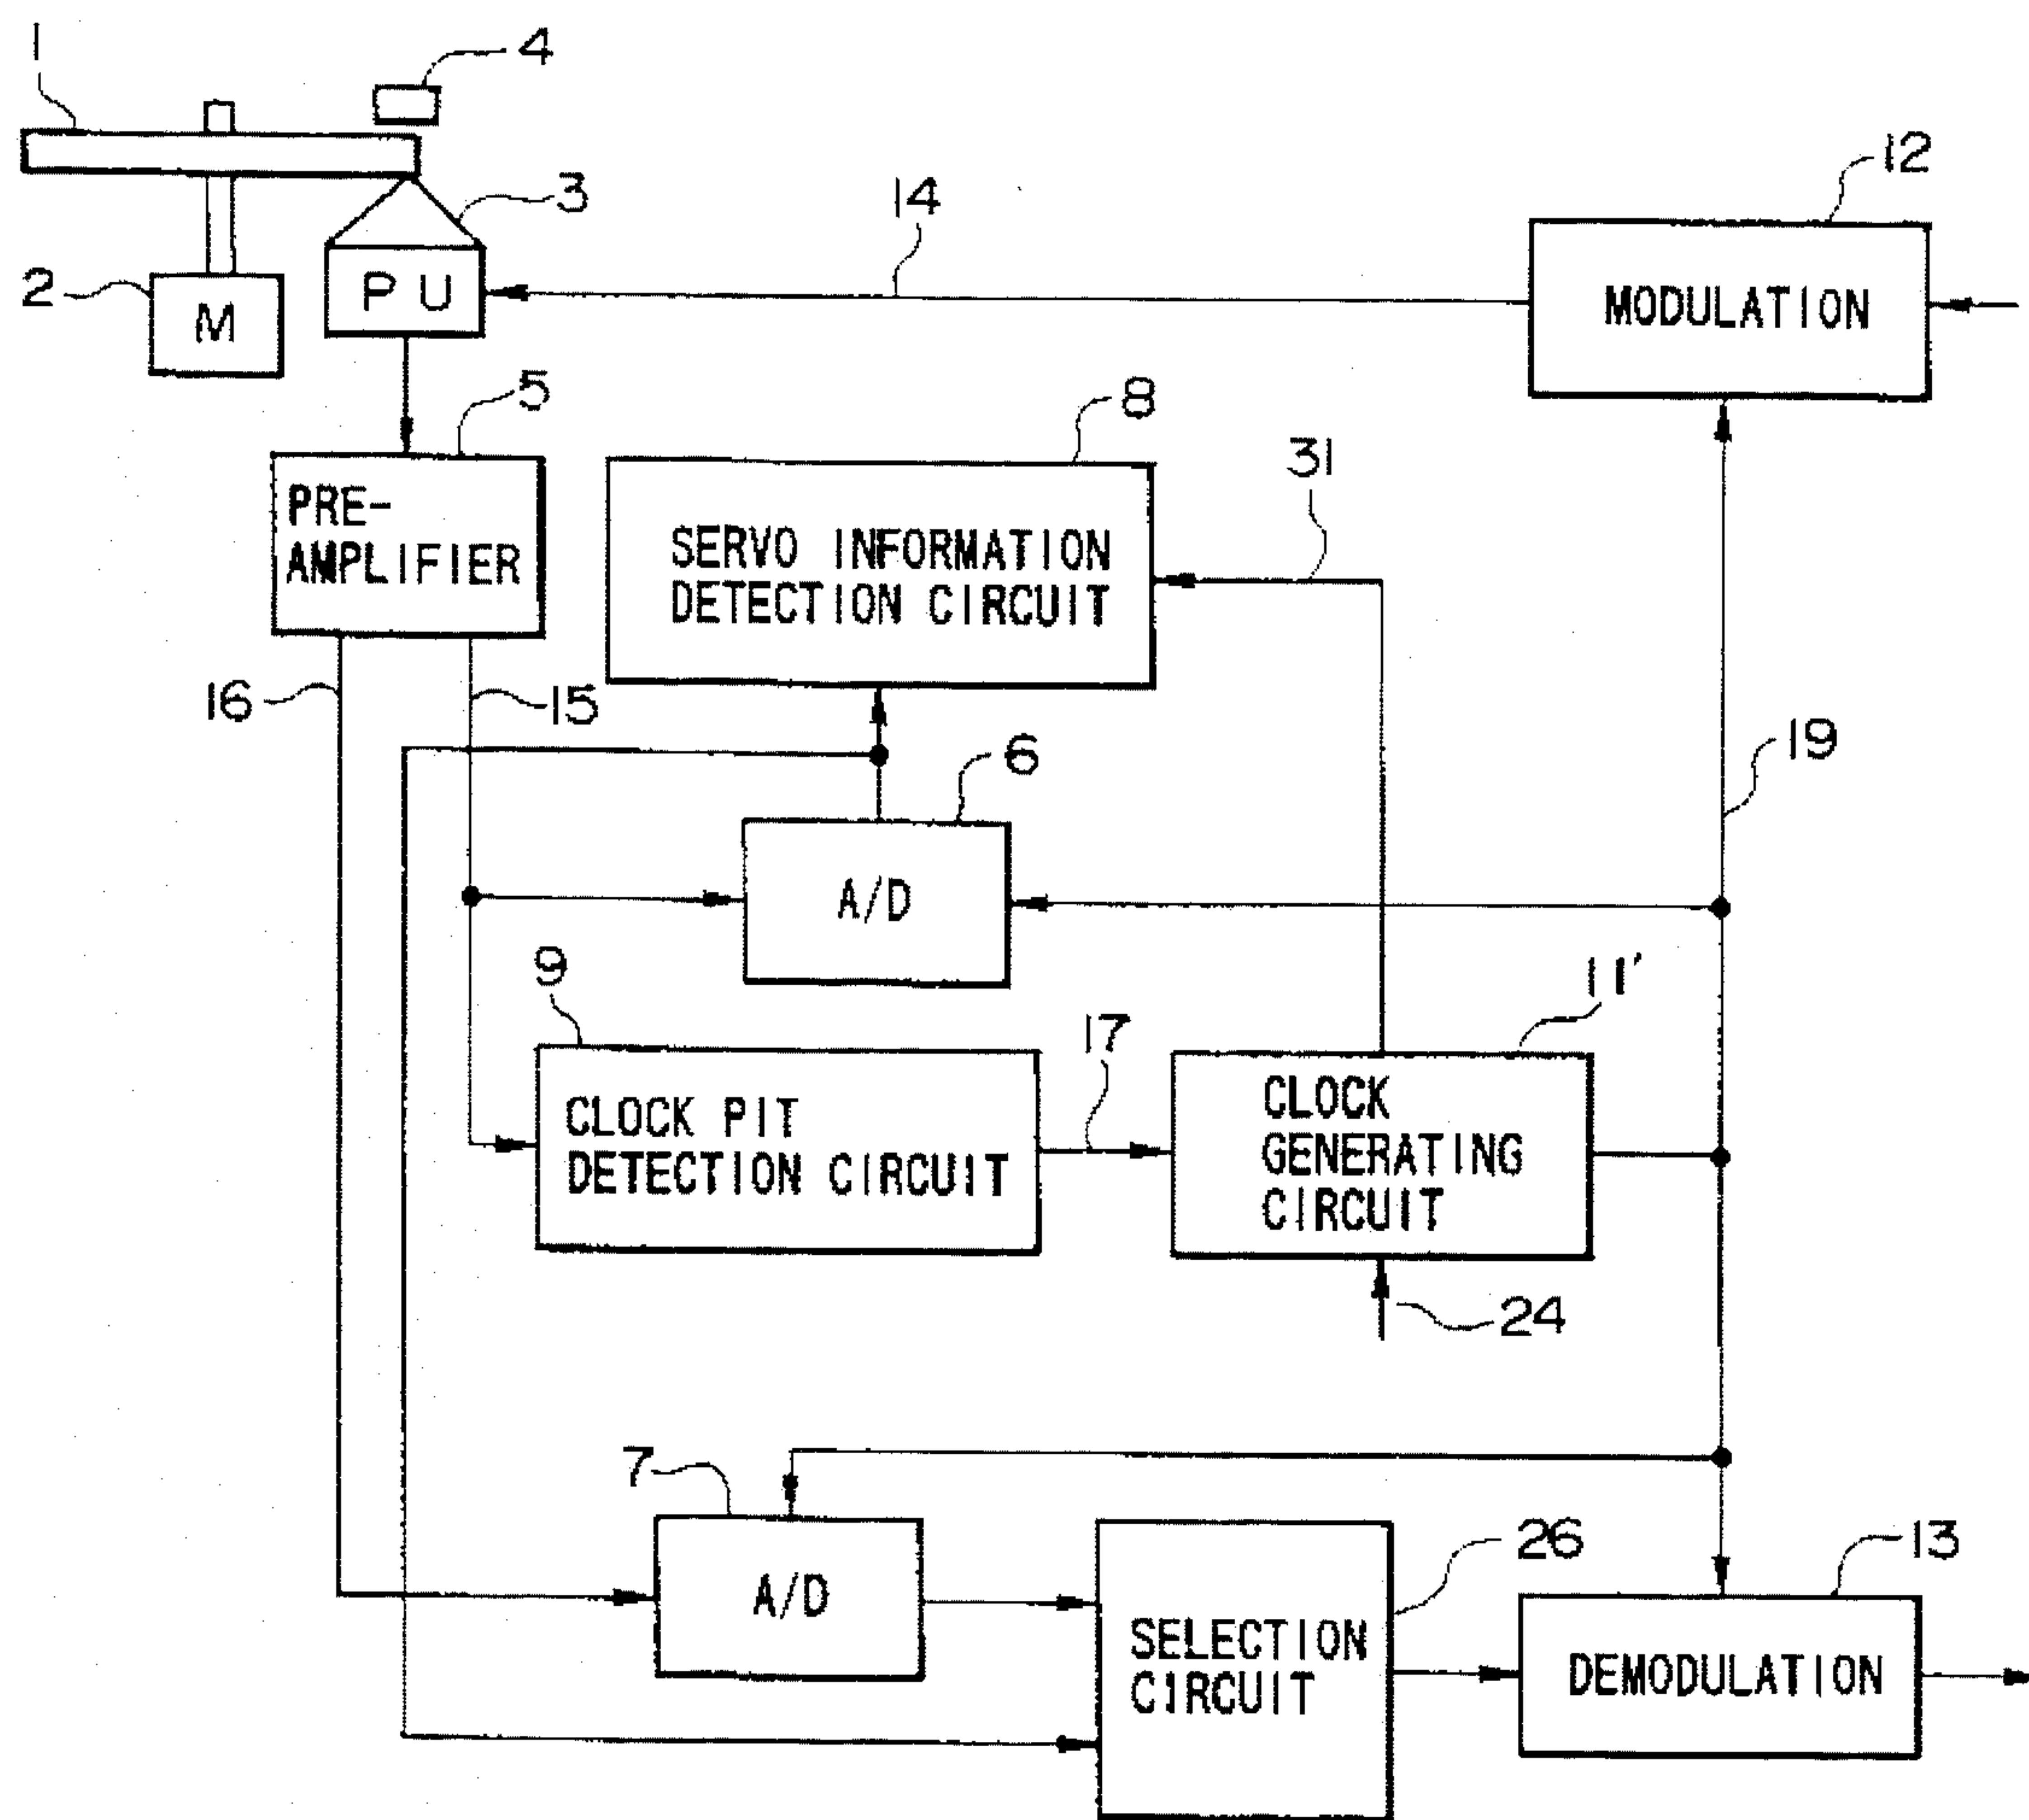 1
4
12
3
14
2
M
PU
MODULATION
5
8
31
PRE-
AMPLIFIER
SERVO INFORMATION
DETECTION CIRCUIT
16
15
19
6
A/D
9
17
11'
CLOCK PIT
DETECTION CIRCUIT
CLOCK
GENERATING
CIRCUIT
24
7
26
13
A/D
SELECTION
CIRCUIT
DEMODULATION